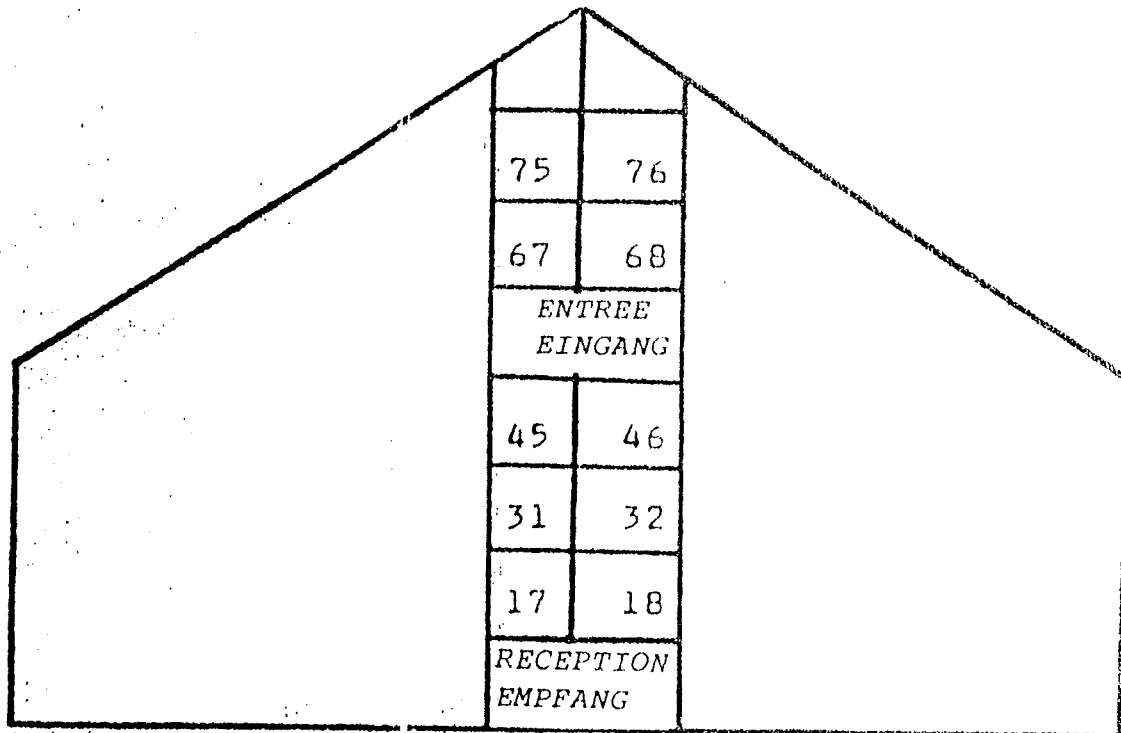 75 76
67 68
ENTREE
EINGANG
45 46
31 32
17 18
RECEPTION
EMPFANG